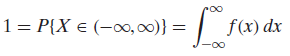 1 = P{X ∈ (−∞, ∞)} = ∫_{−∞}^{∞} f(x) dx